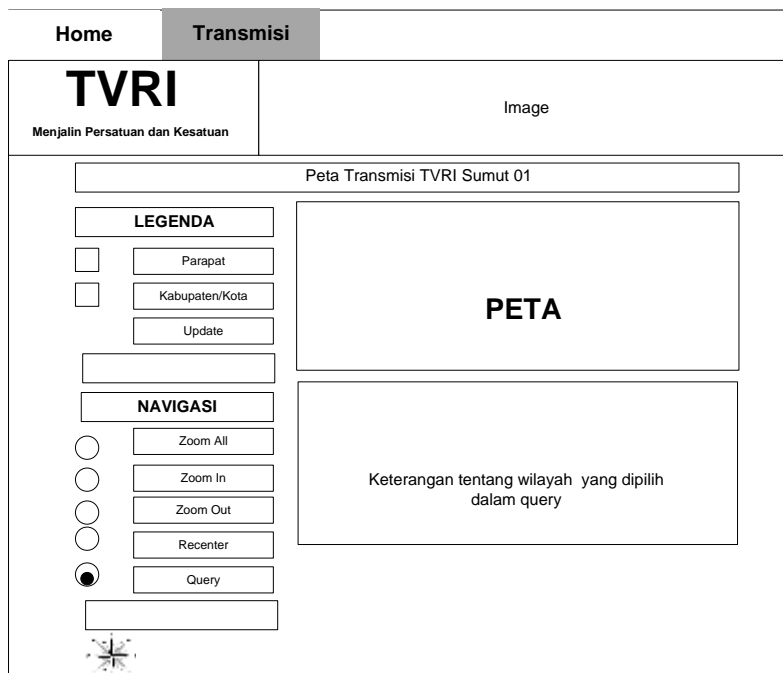 Home
Transmisi
TVRI
Menjalin Persatuan dan Kesatuan
Image
Peta Transmisi TVRI Sumut 01
LEGENDA
Parapat
Kabupaten/Kota
Update
NAVIGASI
Zoom All
Zoom In
Zoom Out
Recenter
Query
PETA
Keterangan tentang wilayah yang dipilih
dalam query